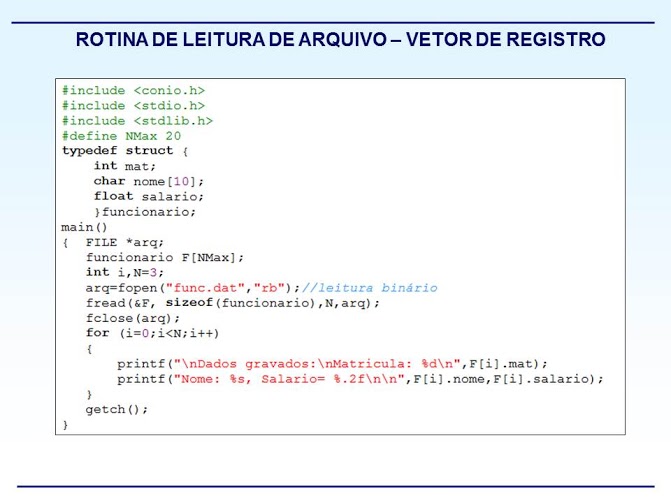 ROTINA DE LEITURA DE ARQUIVO – VETOR DE REGISTRO
#include <conio.h>
#include <stdio.h>
#include <stdlib.h>
#define NMax 20
typedef struct {
    int mat;
    char nome[10];
    float salario;
    }funcionario;
main()
{  FILE *arq;
   funcionario F[NMax];
   int i,N=3;
   arq=fopen("func.dat","rb");//leitura binário
   fread(&F, sizeof(funcionario),N,arq);
   fclose(arq);
   for (i=0;i<N;i++)
   {
       printf("\nDados gravados:\nMatricula: %d\n",F[i].mat);
       printf("Nome: %s, Salario= %.2f\n\n",F[i].nome,F[i].salario);
   }
   getch();
}